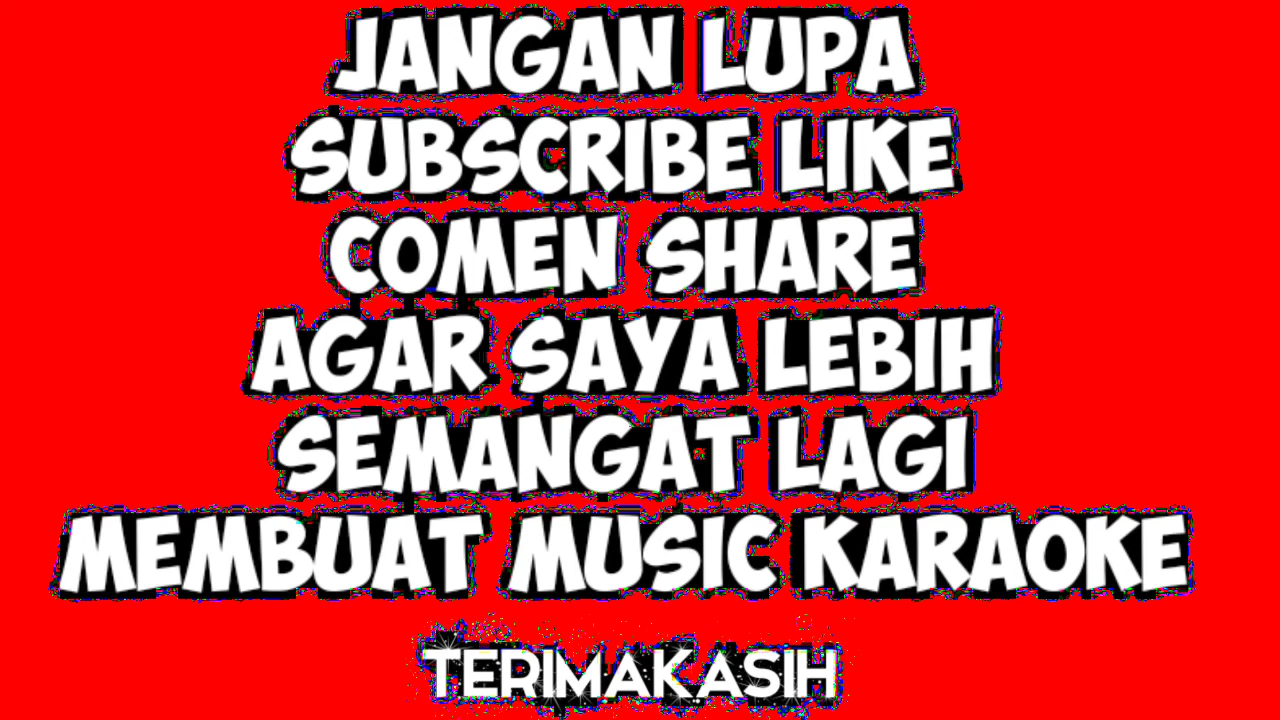 JANGAN LUPA
SUBSCRIBE LIKE
COMEN SHARE
AGAR SAYA LEBIH
SEMANGAT LAGI
MEMBUAT MUSIC KARAOKE
TERIMAKASIH